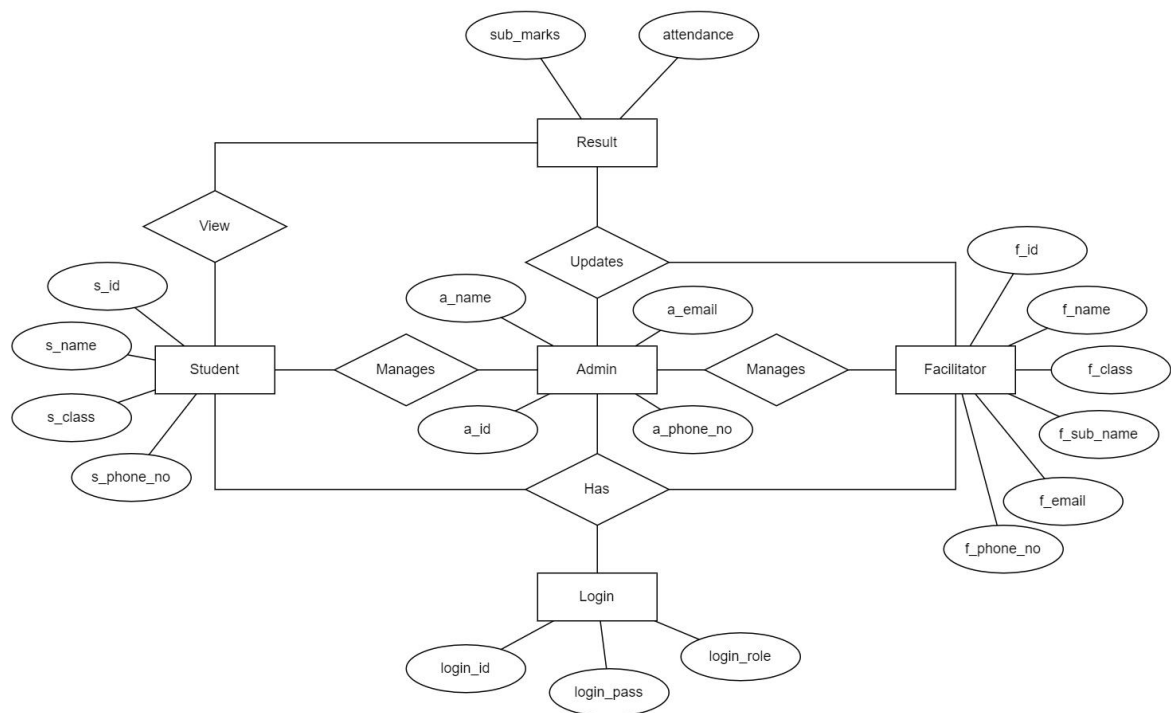 sub_marks
attendance
Result
View
Updates
f_id
s_id
a_name
a_email
f_name
s_name
Student
Manages
Admin
Manages
Facilitator
f_class
s_class
a_id
a_phone_no
f_sub_name
s_phone_no
Has
f_email
f_phone_no
Login
login_id
login_pass
login_role